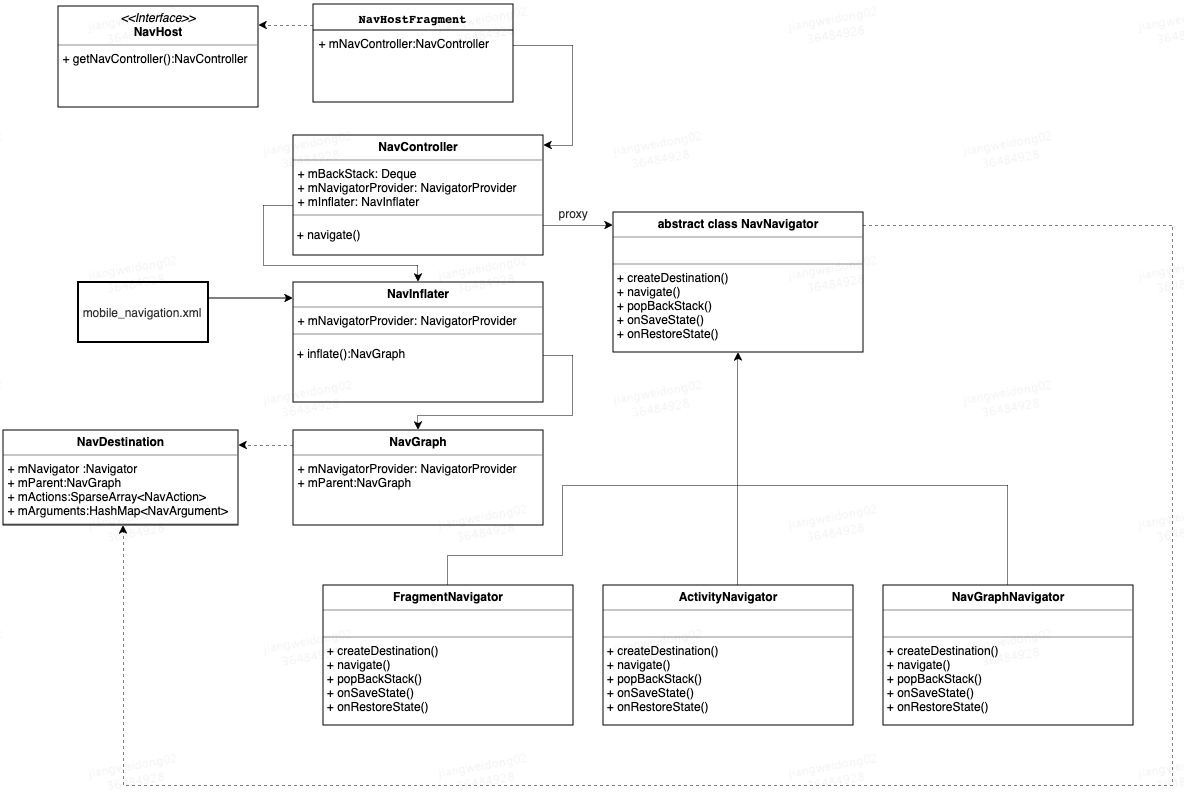 <<Interface>>
NavHost
+ getNavController():NavController
NavHostFragment
+ mNavController:NavController
NavController
+ mBackStack: Deque
+ mNavigatorProvider: NavigatorProvider
+ mInflater: NavInflater
+ navigate()
proxy
abstract class NavNavigator
+ createDestination()
+ navigate()
+ popBackStack()
+ onSaveState()
+ onRestoreState()
mobile_navigation.xml
NavInflater
+ mNavigatorProvider: NavigatorProvider
+ inflate():NavGraph
NavDestination
+ mNavigator :Navigator
+ mParent:NavGraph
+ mActions:SparseArray<NavAction>
+ mArguments:HashMap<NavArgument>
NavGraph
+ mNavigatorProvider: NavigatorProvider
+ mParent:NavGraph
FragmentNavigator
+ createDestination()
+ navigate()
+ popBackStack()
+ onSaveState()
+ onRestoreState()
ActivityNavigator
+ createDestination()
+ navigate()
+ popBackStack()
+ onSaveState()
+ onRestoreState()
NavGraphNavigator
+ createDestination()
+ navigate()
+ popBackStack()
+ onSaveState()
+ onRestoreState()
jiangweidong02
36484928